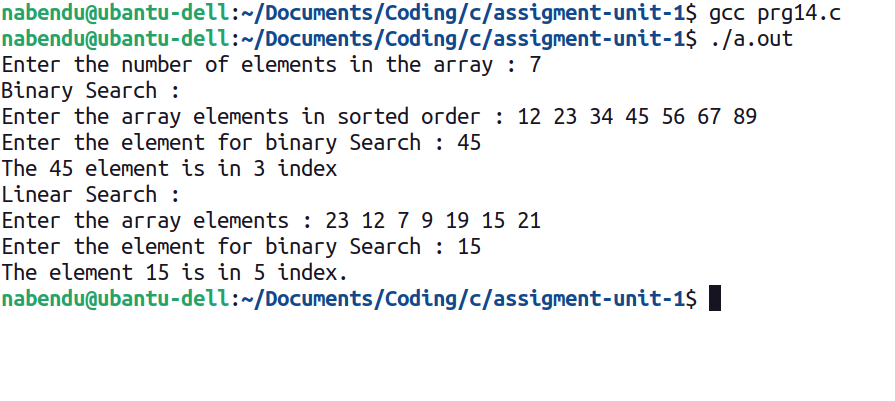 nabendu@ubantu-dell:~/Documents/Coding/c/assigment-unit-1$ gcc prg14.c
nabendu@ubantu-dell:~/Documents/Coding/c/assigment-unit-1$ ./a.out
Enter the number of elements in the array : 7
Binary Search :
Enter the array elements in sorted order : 12 23 34 45 56 67 89
Enter the element for binary Search : 45
The 45 element is in 3 index
Linear Search :
Enter the array elements : 23 12 7 9 19 15 21
Enter the element for binary Search : 15
The element 15 is in 5 index.
nabendu@ubantu-dell:~/Documents/Coding/c/assigment-unit-1$